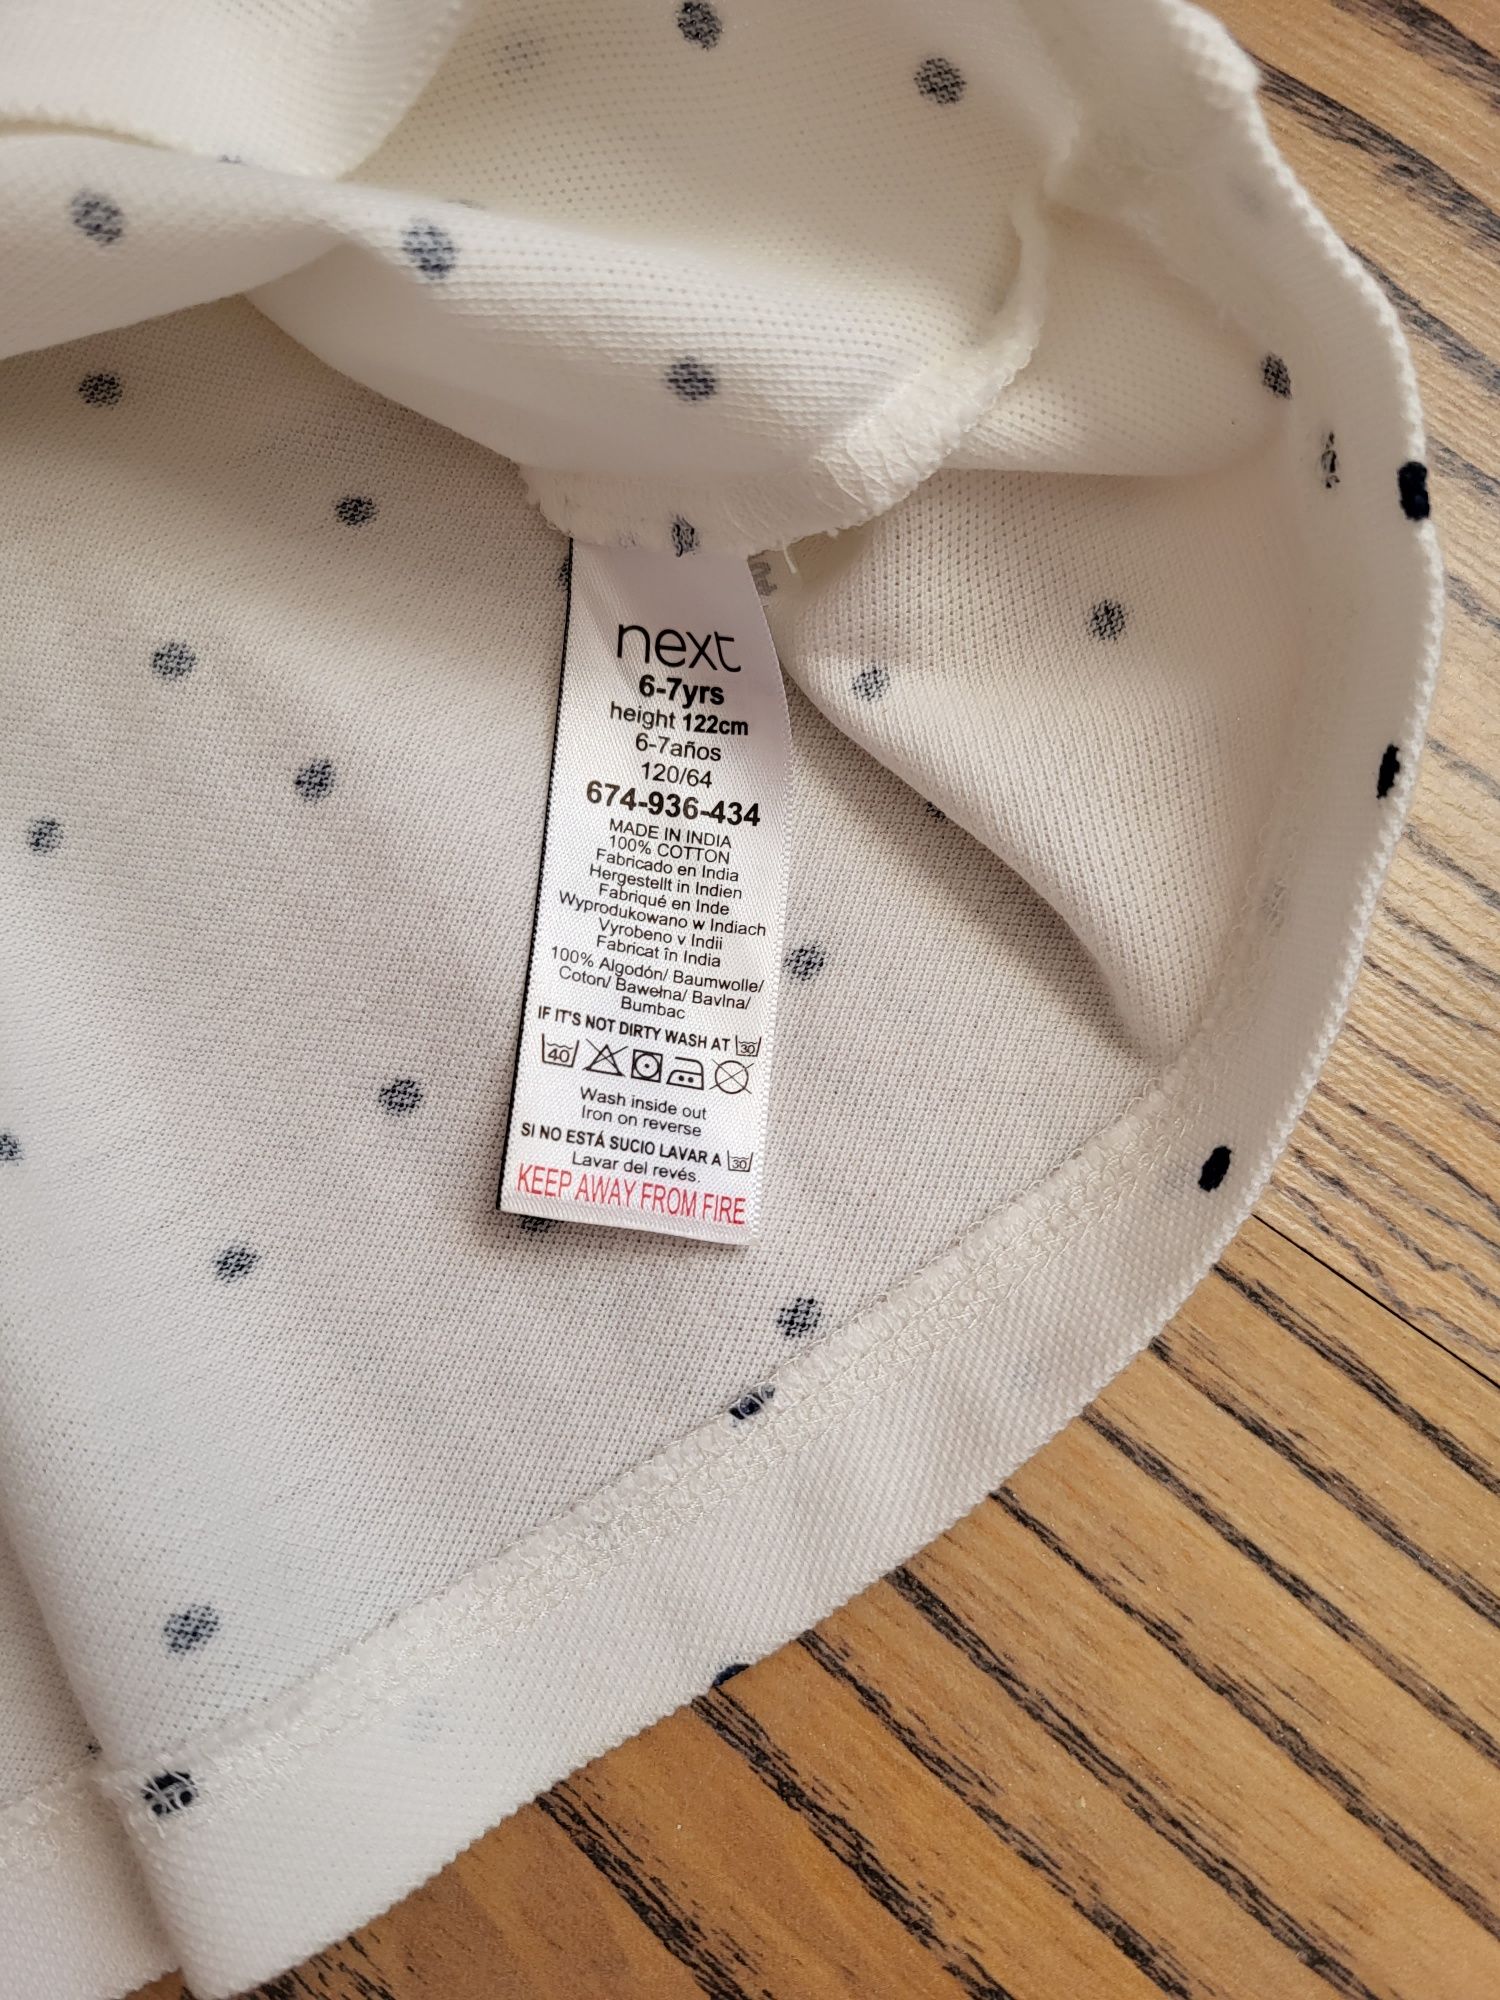 next
6-7yrs
height 122cm
6-7años
120/64
674-936-434
MADE IN INDIA
100% COTTON
Fabricado en India
Hergestellt in Indien
Fabriqué en Inde
Wyprodukowano w Indiach
Vyrobeno v Indii
Fabricat în India
100% Algodón/ Baumwolle/
Coton/ Bawełna/ Bavlna/
Bumbac
IF IT'S NOT DIRTY WASH AT 30
40
Wash inside out
Iron on reverse
SI NO ESTÁ SUCIO LAVAR A 30
Lavar del revés.
KEEP AWAY FROM FIRE